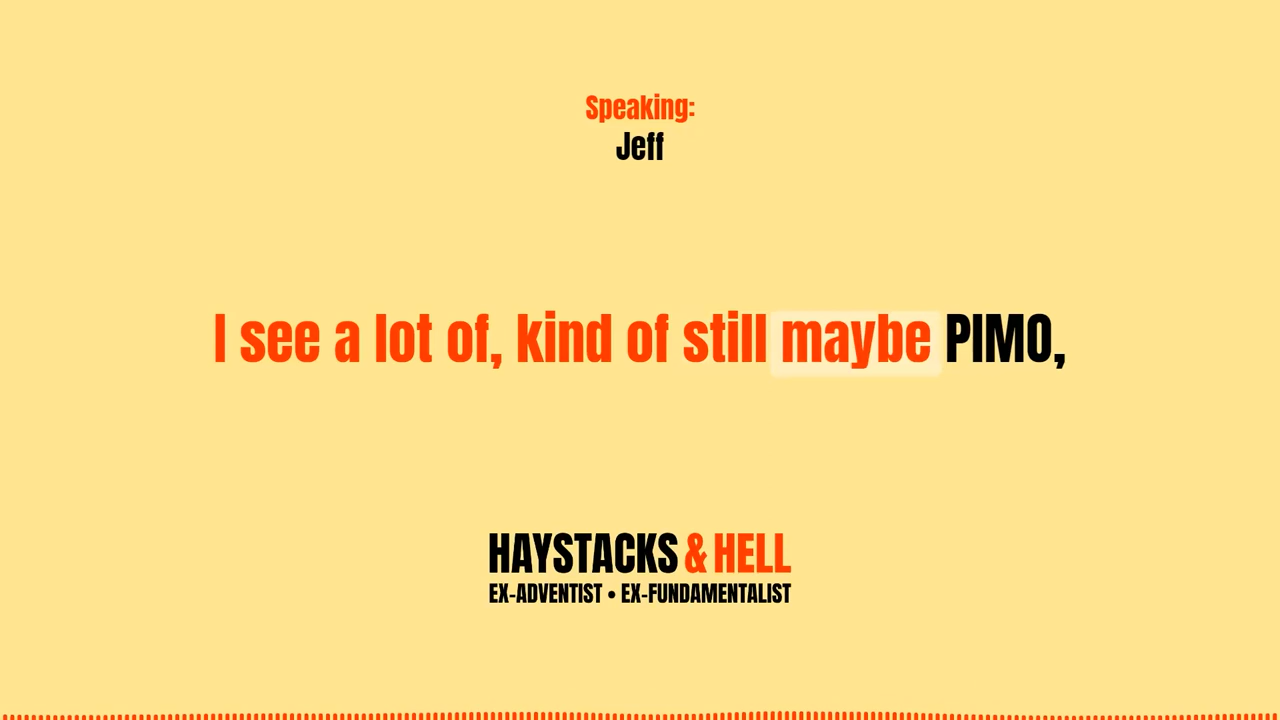 Speaking:
Jeff
I see a lot of, kind of still maybe PIMO,
HAYSTACKS & HELL
EX-ADVENTIST • EX-FUNDAMENTALIST